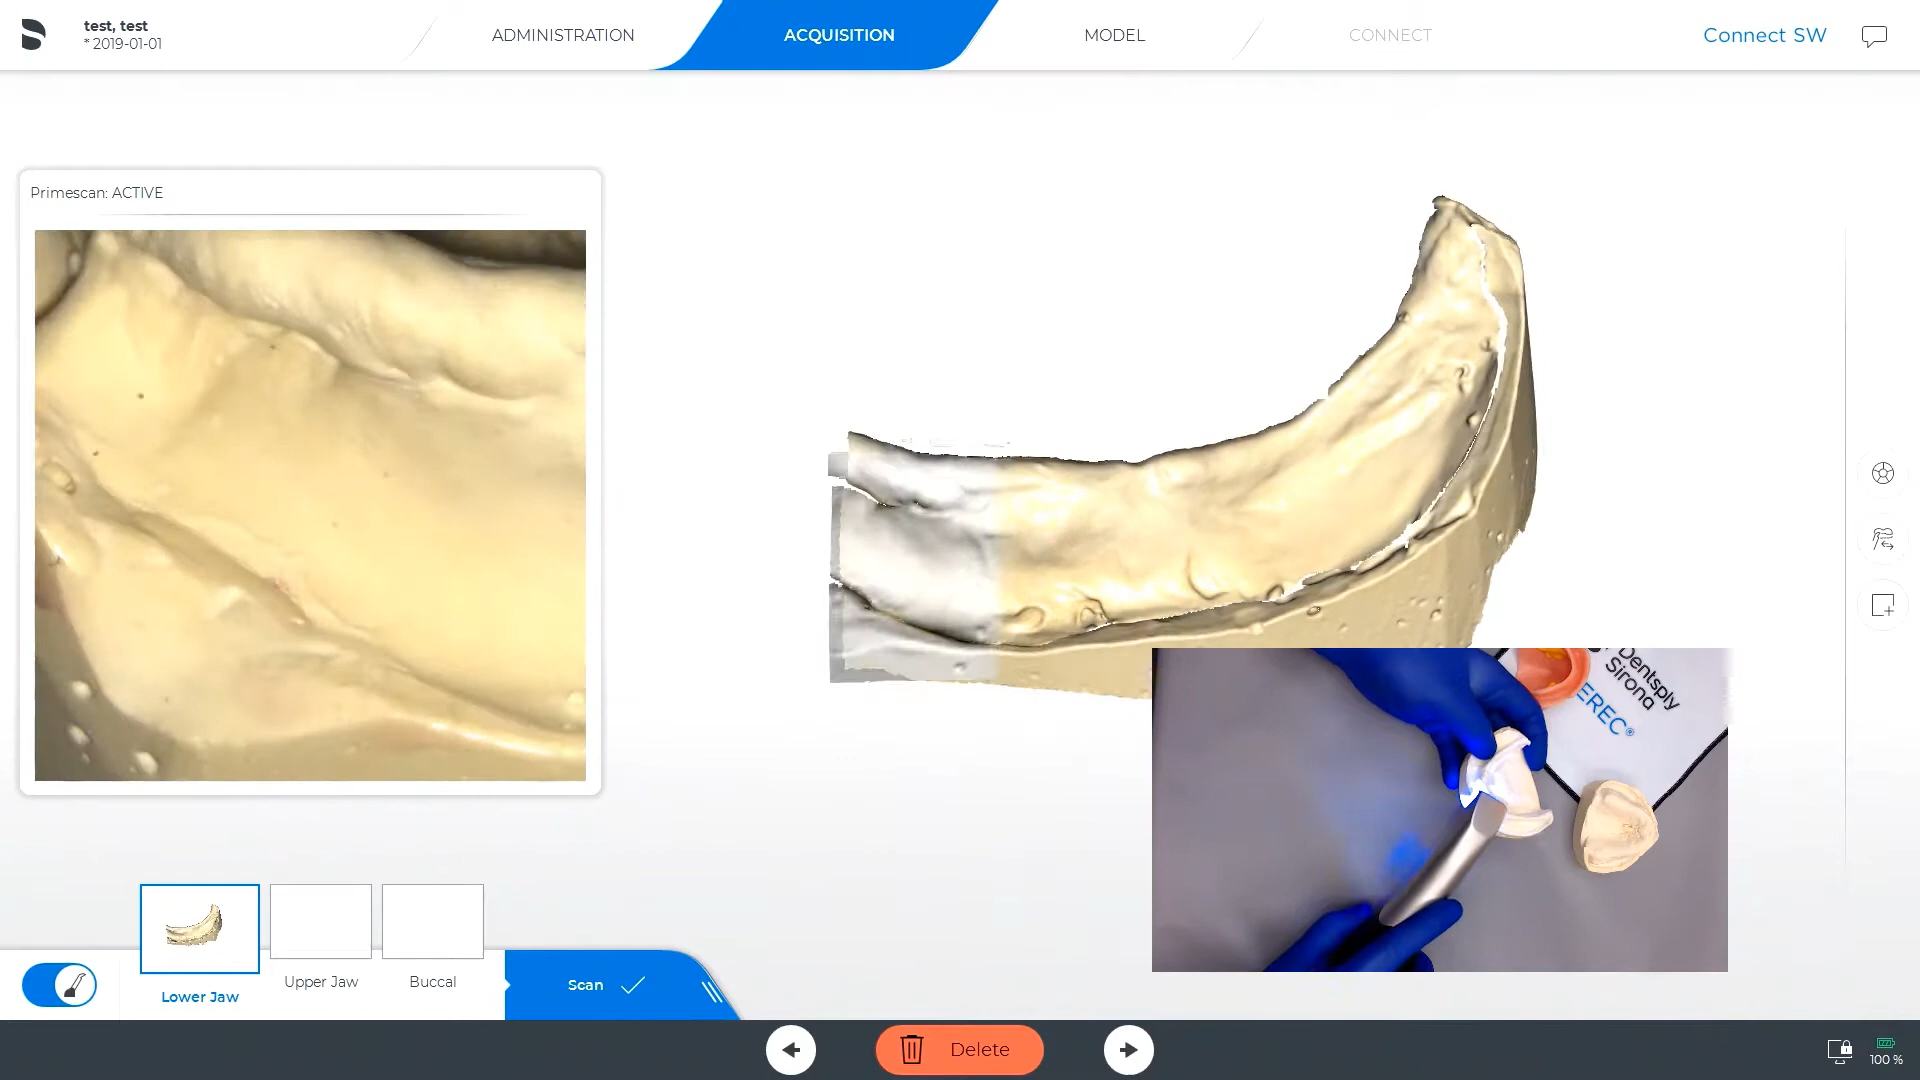 test, test
* 2019-01-01
ADMINISTRATION
ACQUISITION
MODEL
CONNECT
Connect SW
Primescan: ACTIVE
Dentsply
Sirona
EREC®
Lower Jaw
Upper Jaw
Buccal
Scan
Delete
100 %